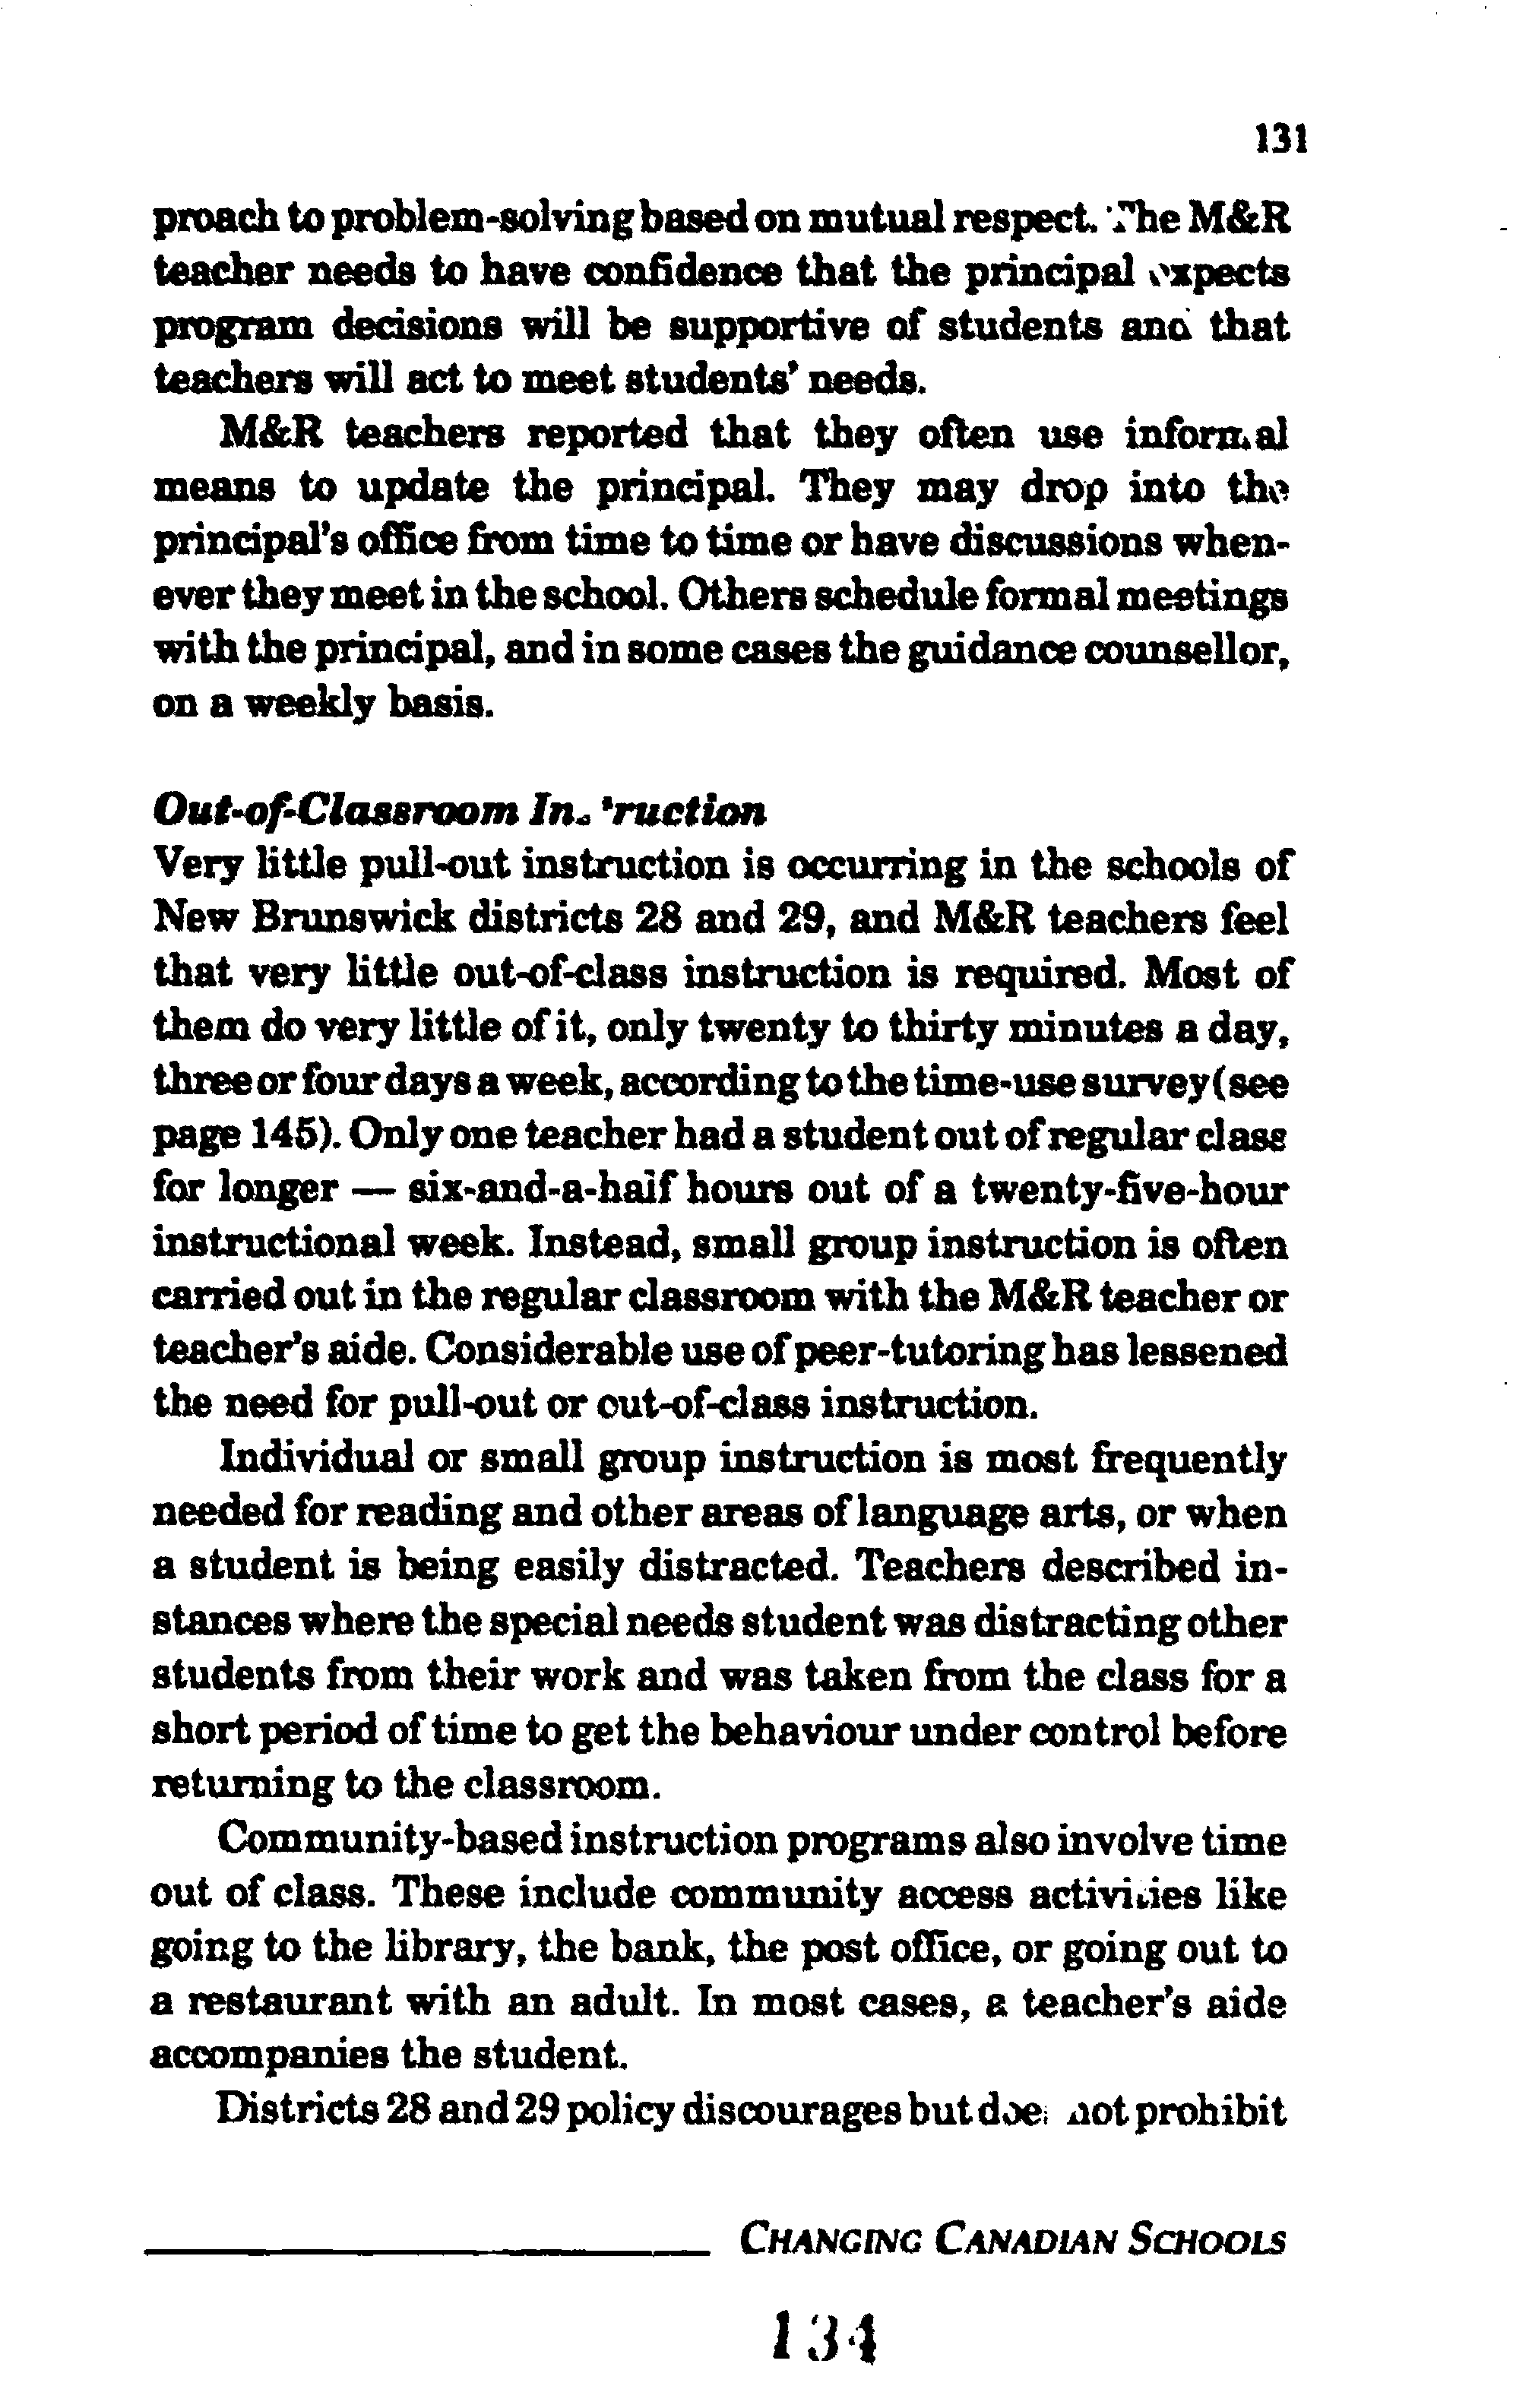 131
proach to problem-solving based on mutual respect. The M&R
teacher needs to have confidence that the principal expects
program decisions will be supportive of students and that
teachers will act to meet students' needs.
M&R teachers reported that they often use informal
means to update the principal. They may drop into the
principal's office from time to time or have discussions when-
ever they meet in the school. Others schedule formal meetings
with the principal, and in some cases the guidance counsellor,
on a weekly basis.
Out-of-Classroom Instruction
Very little pull-out instruction is occurring in the schools of
New Brunswick districts 28 and 29, and M&R teachers feel
that very little out-of-class instruction is required. Most of
them do very little of it, only twenty to thirty minutes a day,
three or four days a week, according to the time-use survey (see
page 145). Only one teacher had a student out of regular class
for longer — six-and-a-half hours out of a twenty-five-hour
instructional week. Instead, small group instruction is often
carried out in the regular classroom with the M&R teacher or
teacher's aide. Considerable use of peer-tutoring has lessened
the need for pull-out or out-of-class instruction.
Individual or small group instruction is most frequently
needed for reading and other areas of language arts, or when
a student is being easily distracted. Teachers described in-
stances where the special needs student was distracting other
students from their work and was taken from the class for a
short period of time to get the behaviour under control before
returning to the classroom.
Community-based instruction programs also involve time
out of class. These include community access activities like
going to the library, the bank, the post office, or going out to
a restaurant with an adult. In most cases, a teacher's aide
accompanies the student.
Districts 28 and 29 policy discourages but does not prohibit
CHANGING CANADIAN SCHOOLS
134